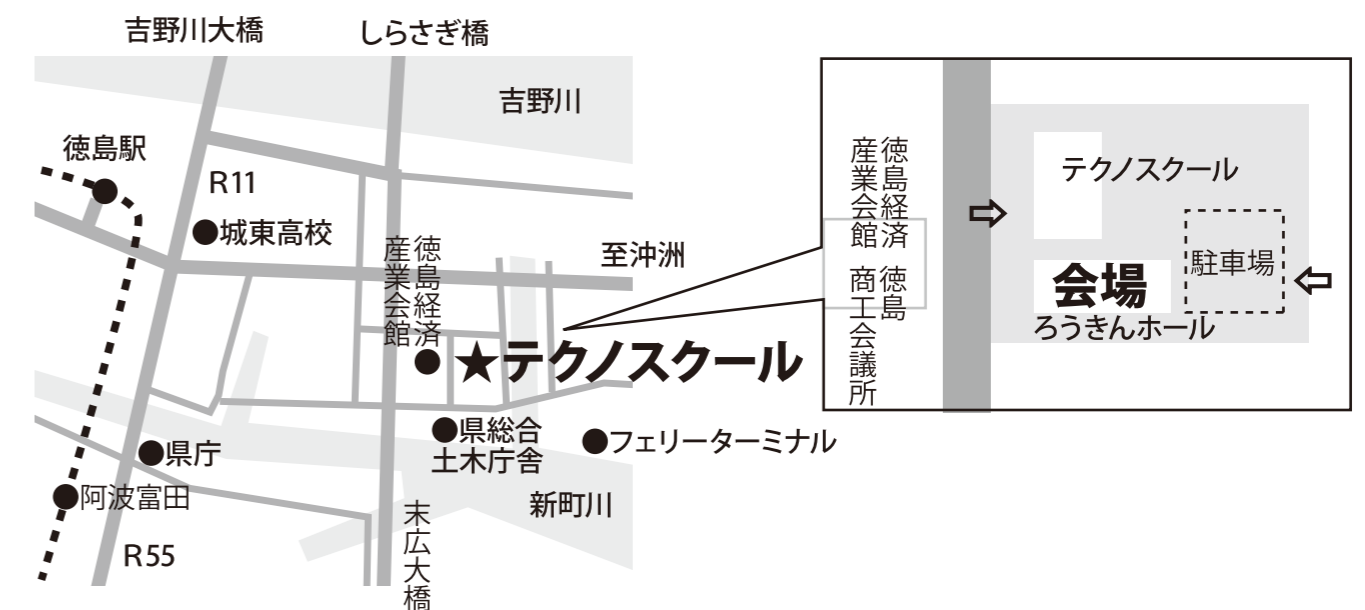 吉野川大橋
しらさぎ橋
吉野川
徳島駅
R11
●城東高校
徳島経済
産業会館
至沖洲
★テクノスクール
●県総合
土木庁舎
●フェリーターミナル
●県庁
●阿波富田
新町川
末広大橋
R55
徳島経済
産業会館
徳島
商工会議所
テクノスクール
駐車場
会場
ろうきんホール